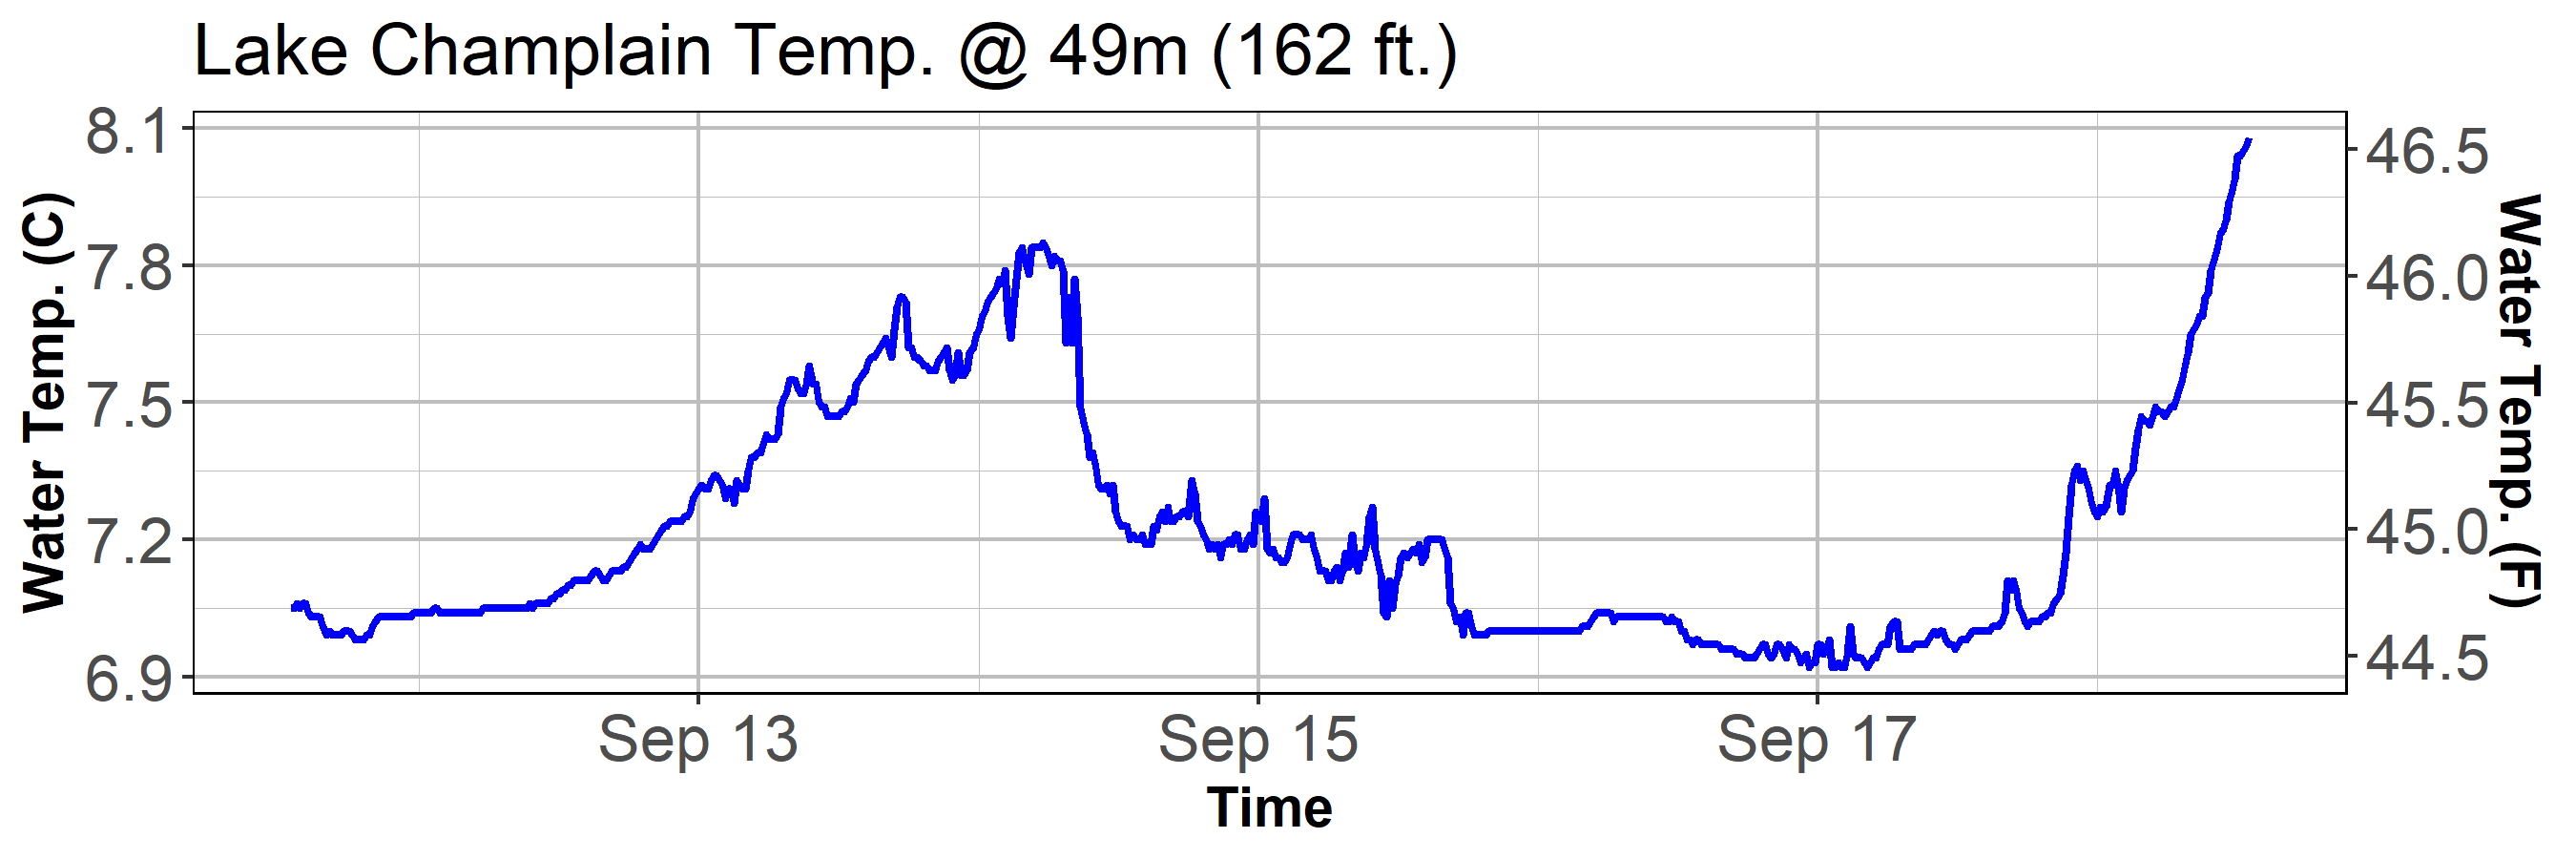 Lake Champlain Temp. @ 49m (162 ft.)
Water Temp. (C)
8.1
7.8
7.5
7.2
6.9
46.5
46.0
45.5
45.0
44.5
Water Temp. (F)
Sep 13
Sep 15
Sep 17
Time